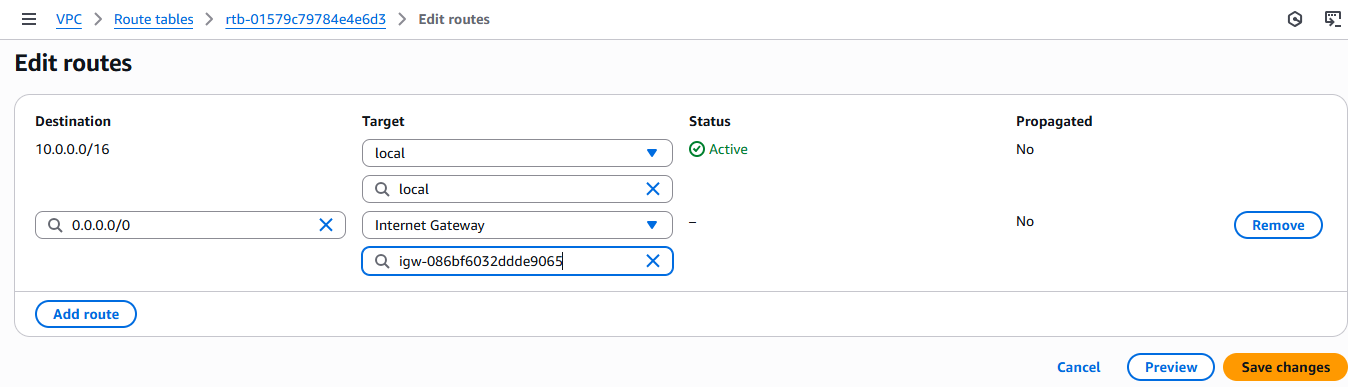 VPC > Route tables > rtb-01579c79784e4e6d3 > Edit routes
Edit routes
Destination Target Status Propagated
10.0.0.0/16 local Active No
local
0.0.0.0/0 Internet Gateway – No Remove
igw-086bf6032ddde9065
Add route
Cancel Preview Save changes